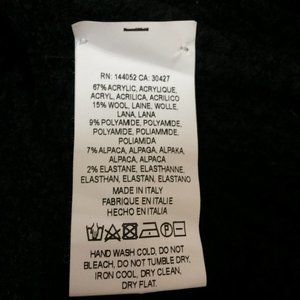 RN: 144052 CA: 30427
67% ACRYLIC, ACRYLIQUE,
ACRYL, ACRILICA, ACRILICO
15% WOOL, LAINE, WOLLE,
LANA, LANA
9% POLYAMIDE, POLYAMIDE,
POLYAMID, POLIAMMIDE,
POLIAMIDA
7% ALPACA, ALPAGA, ALPAKA,
ALPACA, ALPACA
2% ELASTANE, ELASTHANNE,
ELASTHAN, ELASTAN, ELASTANO
MADE IN ITALY
FABRIQUE EN ITALIE
HECHO EN ITALIA
HAND WASH COLD, DO NOT
BLEACH, DO NOT TUMBLE DRY,
IRON COOL, DRY CLEAN,
DRY FLAT.